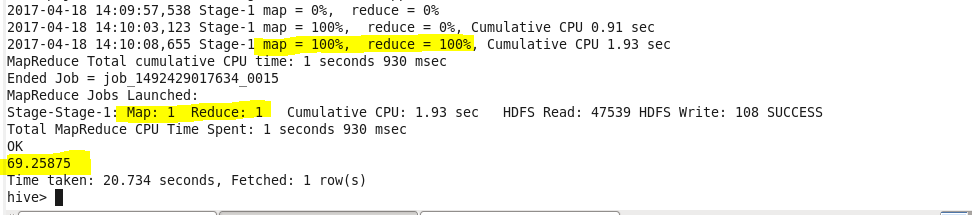 2017-04-18 14:09:57,538 Stage-1 map = 0%,  reduce = 0%
2017-04-18 14:10:03,123 Stage-1 map = 100%,  reduce = 0%, Cumulative CPU 0.91 sec
2017-04-18 14:10:08,655 Stage-1 map = 100%,  reduce = 100%, Cumulative CPU 1.93 sec
MapReduce Total cumulative CPU time: 1 seconds 930 msec
Ended Job = job_1492429017634_0015
MapReduce Jobs Launched:
Stage-Stage-1: Map: 1  Reduce: 1   Cumulative CPU: 1.93 sec   HDFS Read: 47539 HDFS Write: 108 SUCCESS
Total MapReduce CPU Time Spent: 1 seconds 930 msec
OK
69.25875
Time taken: 20.734 seconds, Fetched: 1 row(s)
hive>